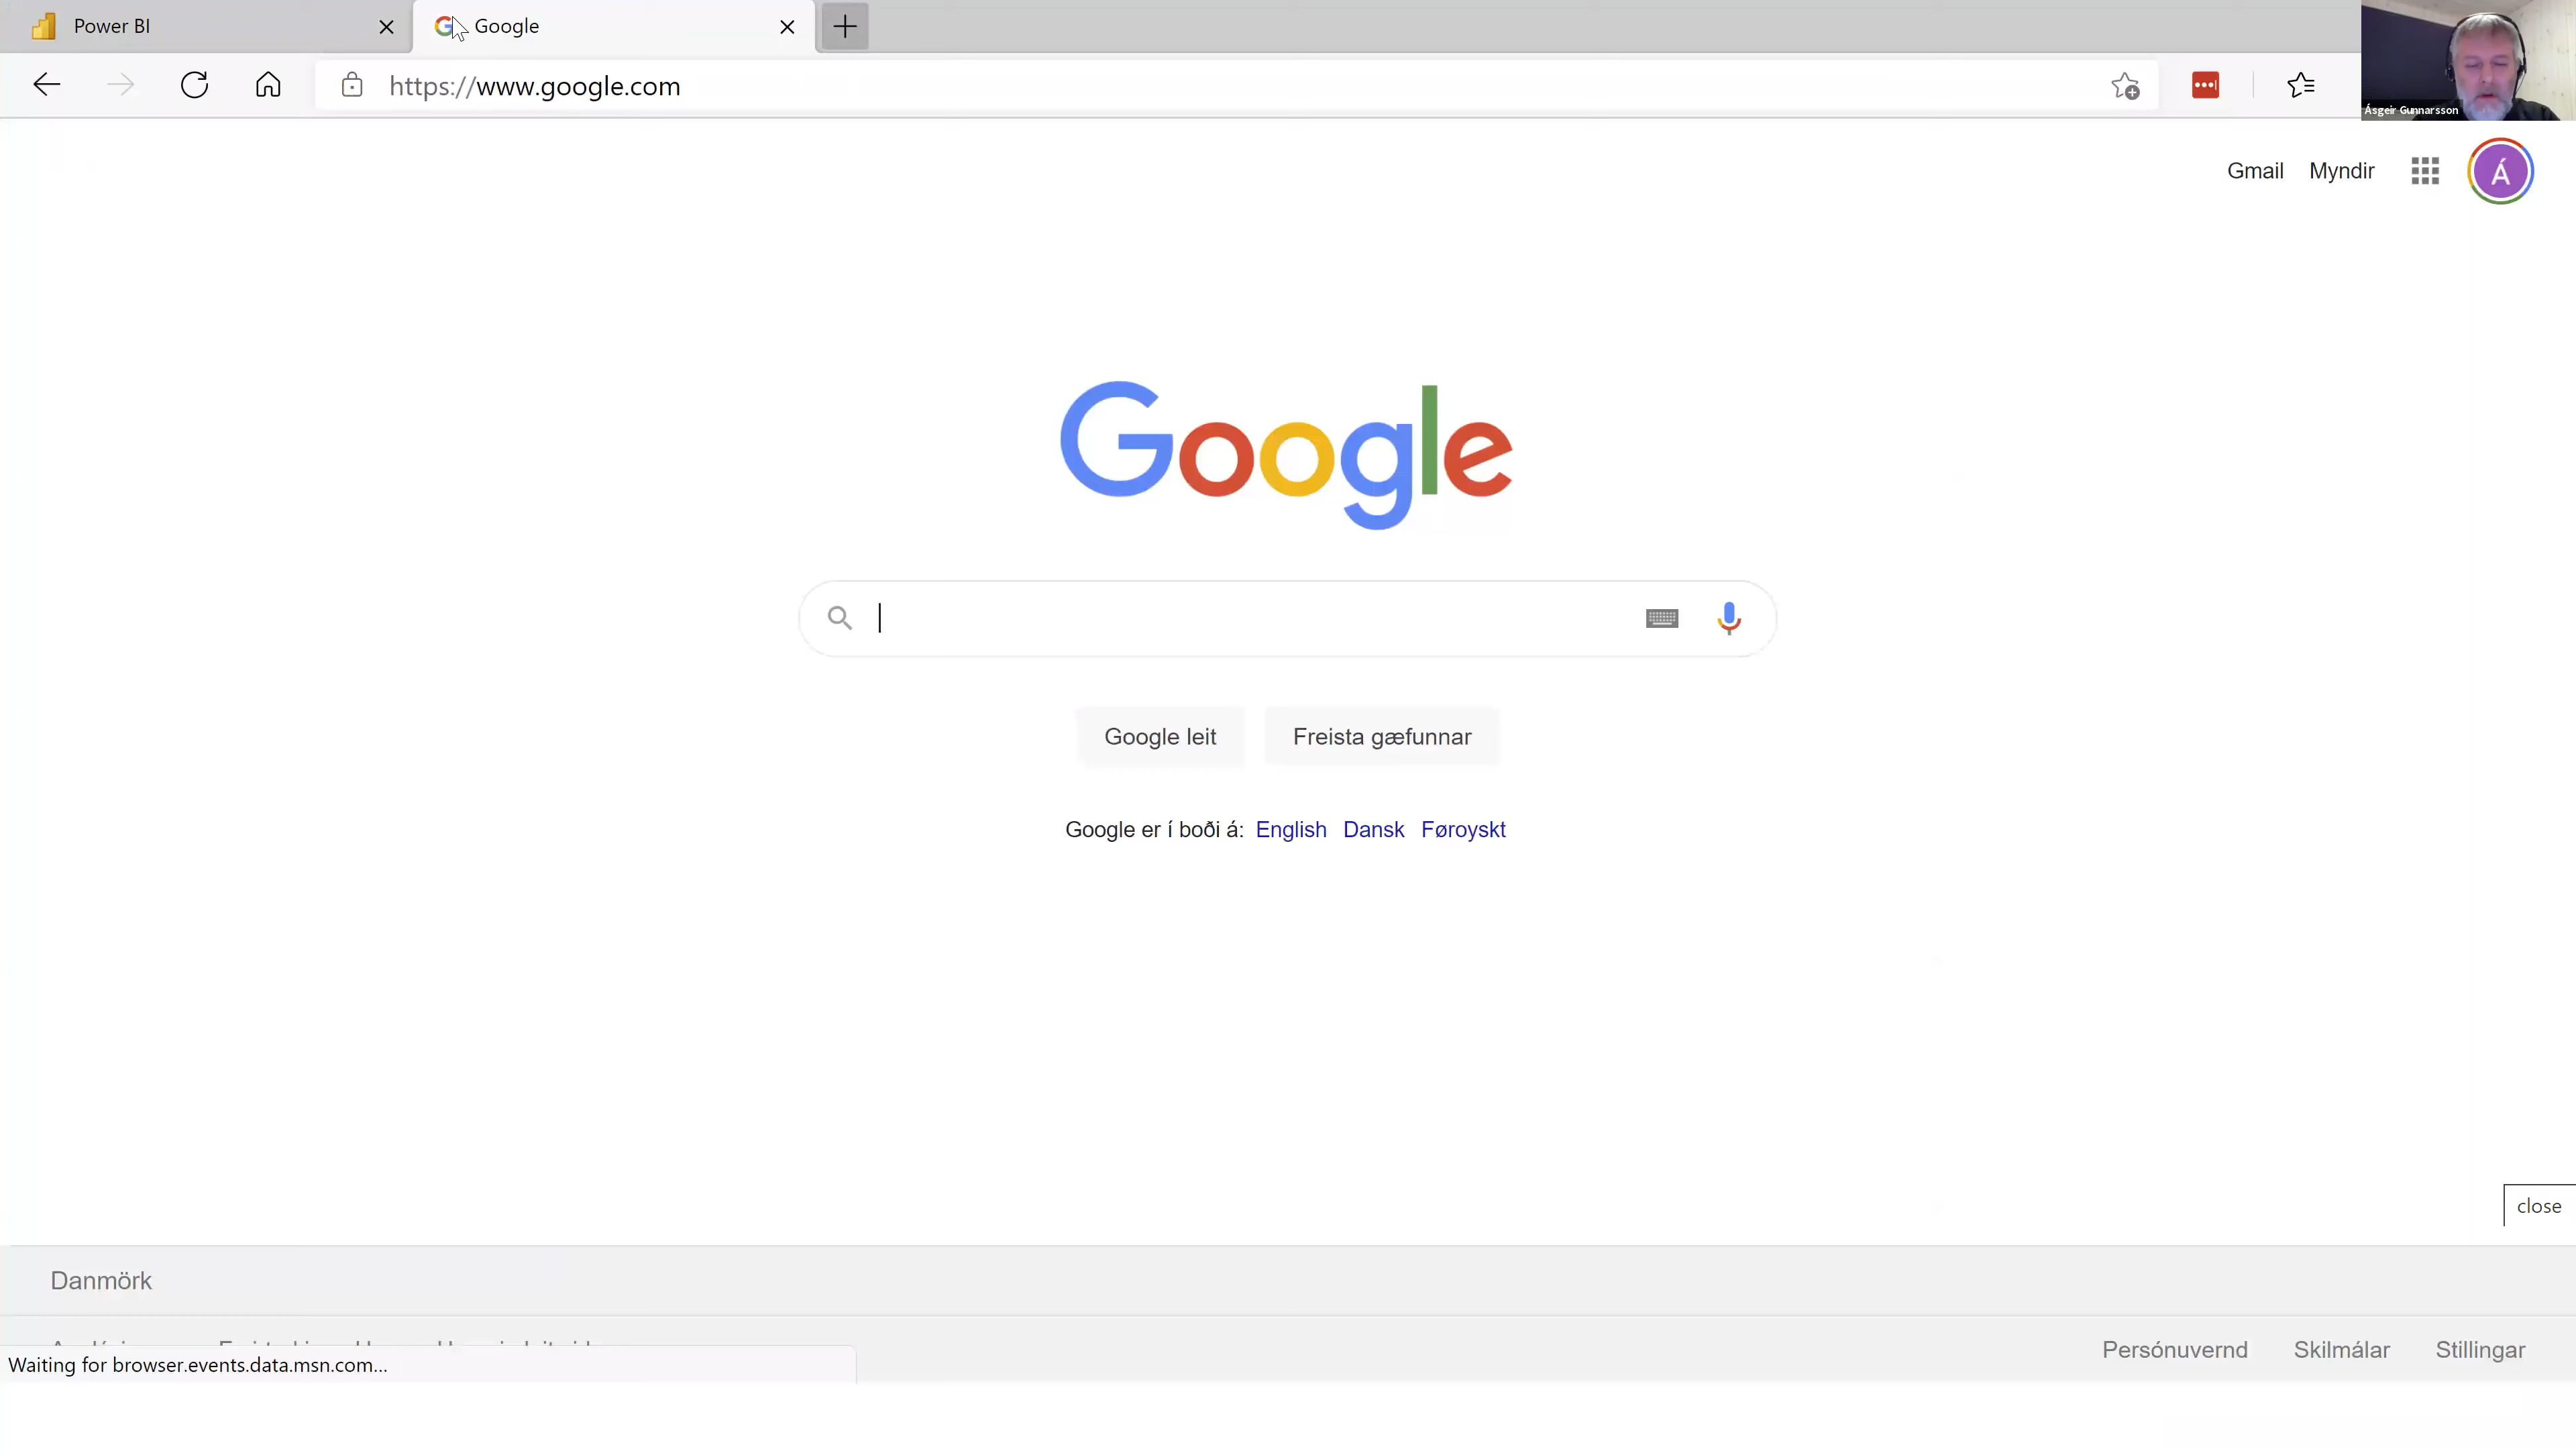 Power BI
Google
https://www.google.com
Ásgeir Gunnarsson
Gmail Myndir
Á
Google
Google leit Freista gæfunnar
Google er í boði á: English Dansk Føroyskt
close
Danmörk
Persónuvernd Skilmálar Stillingar
Waiting for browser.events.data.msn.com...